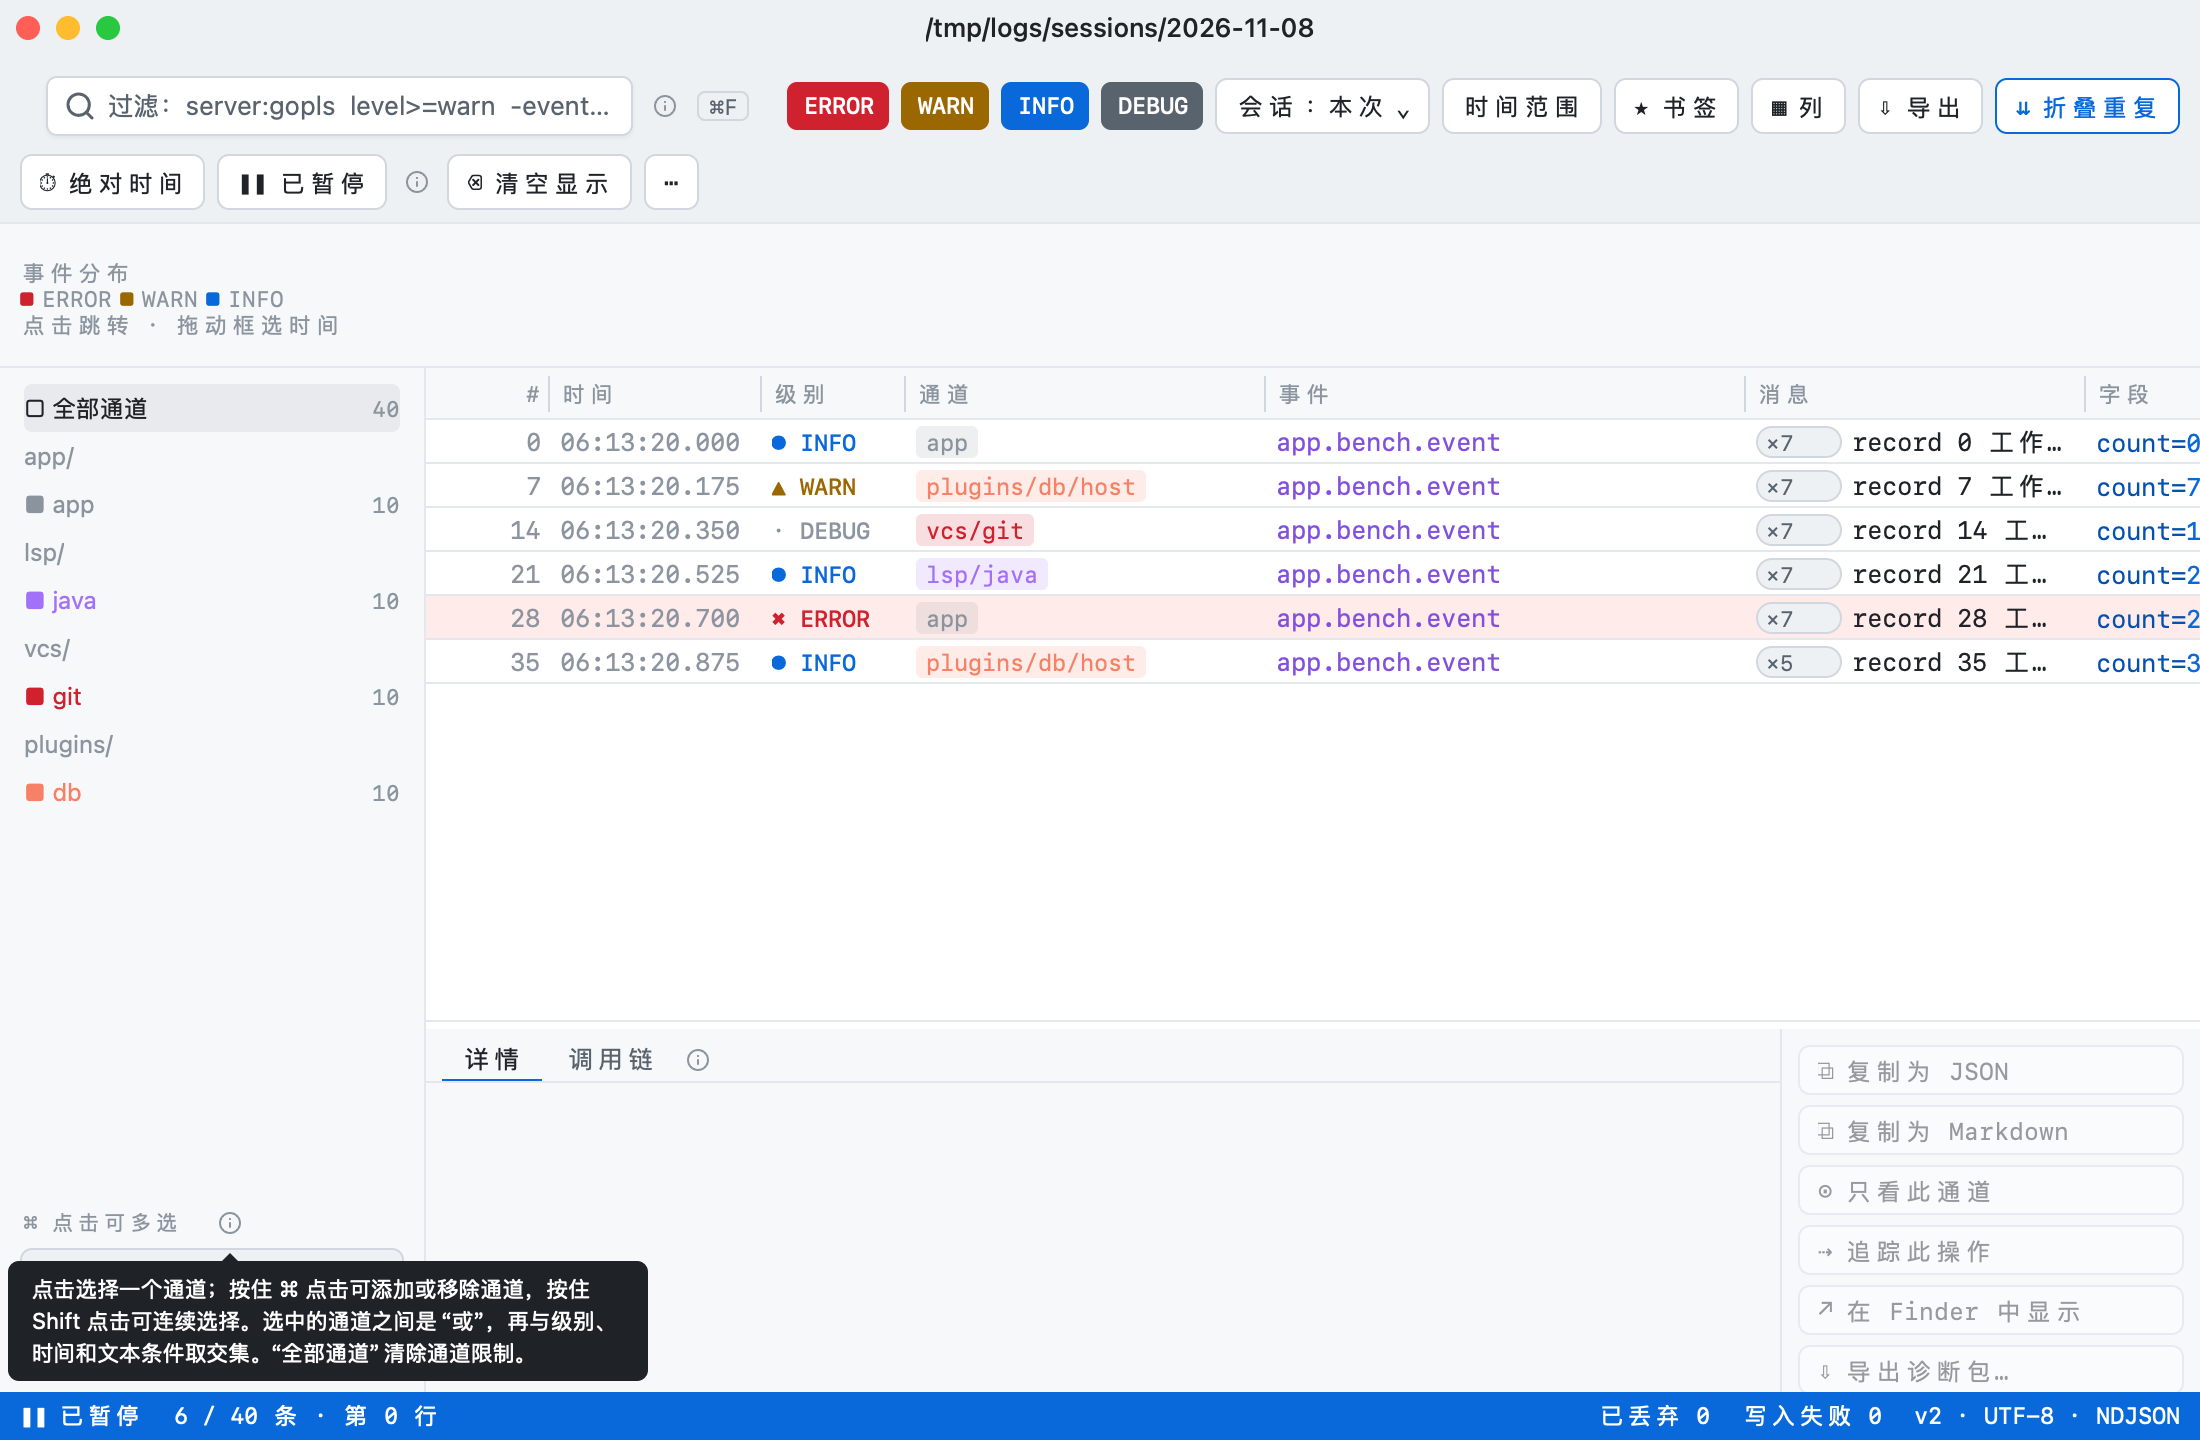 /tmp/logs/sessions/2026-11-08
过滤：server:gopls level>=warn -event...
⌘F
ERROR
WARN
INFO
DEBUG
会话：本次
时间范围
★ 书签
▦ 列
⇩ 导出
⇊ 折叠重复
⏱ 绝对时间
❚❚ 已暂停
⌫ 清空显示
⋯
事件分布
ERROR WARN INFO
点击跳转 · 拖动框选时间
全部通道 40
app/
app 10
lsp/
java 10
vcs/
git 10
plugins/
db 10
# 时间 级别 通道 事件 消息 字段
0 06:13:20.000 ● INFO app app.bench.event ×7 record 0 工作… count=0
7 06:13:20.175 ▲ WARN plugins/db/host app.bench.event ×7 record 7 工作… count=7
14 06:13:20.350 · DEBUG vcs/git app.bench.event ×7 record 14 工… count=1
21 06:13:20.525 ● INFO lsp/java app.bench.event ×7 record 21 工… count=2
28 06:13:20.700 ✖ ERROR app app.bench.event ×7 record 28 工… count=2
35 06:13:20.875 ● INFO plugins/db/host app.bench.event ×5 record 35 工… count=3
详情
调用链
⧉ 复制为 JSON
⧉ 复制为 Markdown
⊙ 只看此通道
⇢ 追踪此操作
↗ 在 Finder 中显示
⇩ 导出诊断包…
⌘ 点击可多选
点击选择一个通道；按住 ⌘ 点击可添加或移除通道，按住
Shift 点击可连续选择。选中的通道之间是“或”，再与级别、
时间和文本条件取交集。“全部通道”清除通道限制。
❚❚ 已暂停 6 / 40 条 · 第 0 行
已丢弃 0 写入失败 0 v2 · UTF-8 · NDJSON